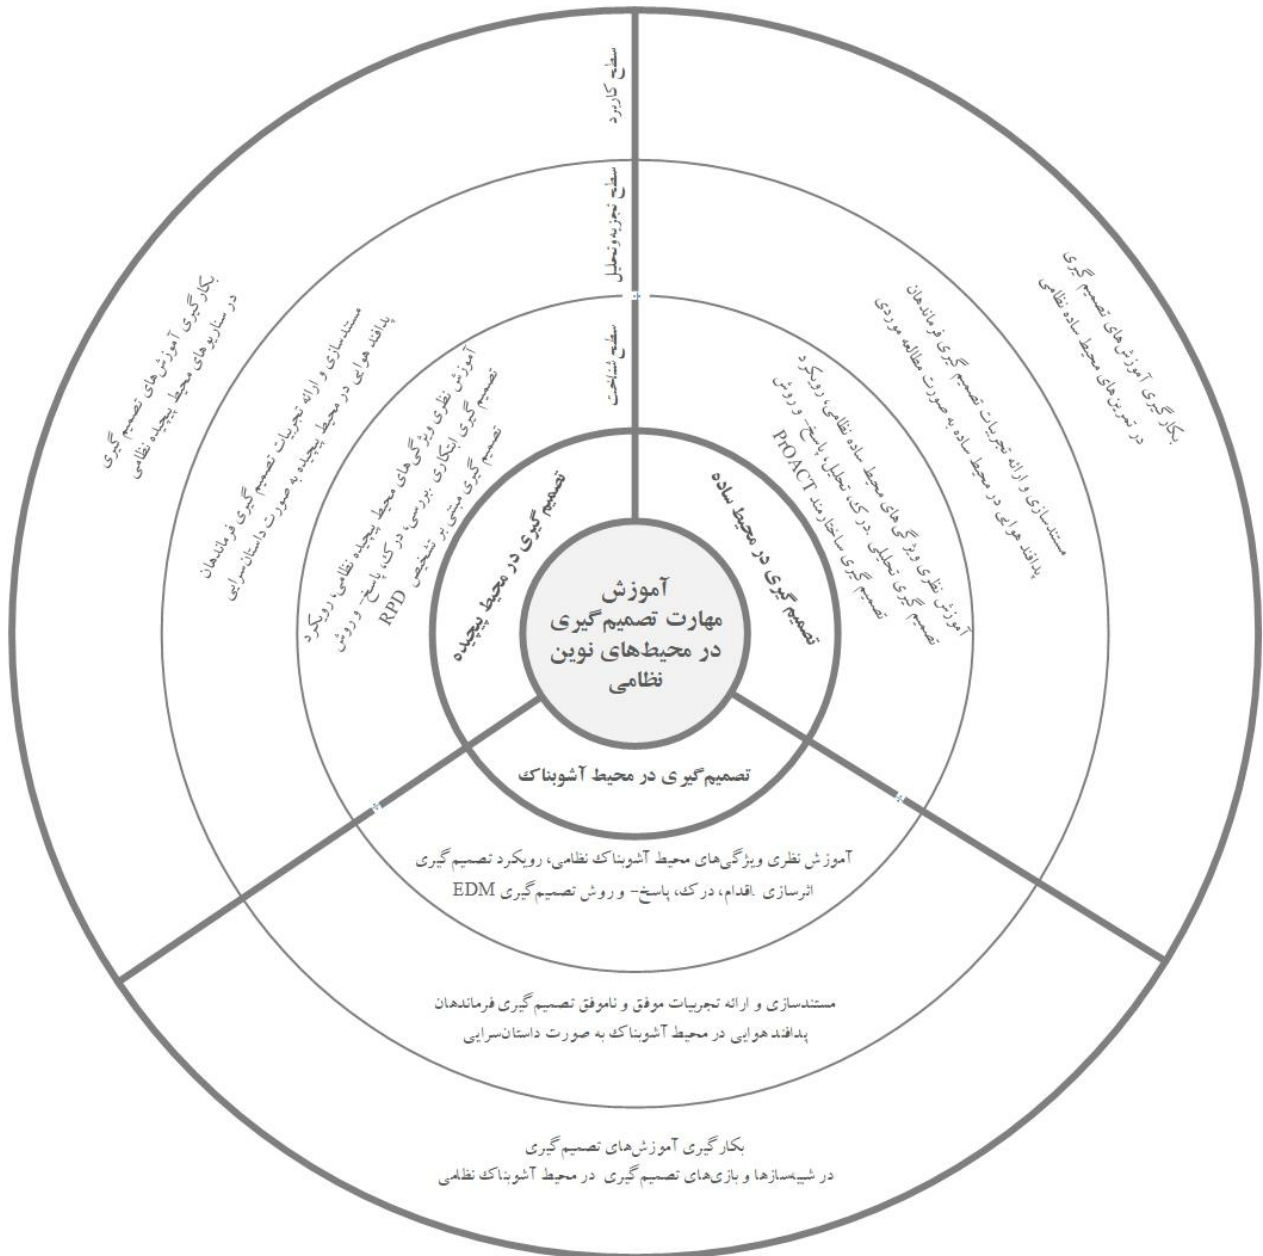 سطح کاربرد
سطح تجزیه‌وتحلیل
سطح شناخت
آموزش
مهارت تصمیم‌گیری
در محیط‌های نوین
نظامی
تصمیم گیری در محیط ساده
آموزش نظری ویژگی‌های محیط ساده نظامی، رویکرد
تصمیم گیری تحلیلی .درک، تحلیل، پاسخ- و روش
تصمیم گیری ساختارمند PrOACT
مستندسازی و ارائه تجربیات تصمیم گیری فرماندهان
پدافند هوایی در محیط ساده به صورت مطالعه موردی
بکارگیری آموزش‌های تصمیم گیری
در تمرین‌های محیط ساده نظامی
تصمیم گیری در محیط پیچیده
آموزش نظری ویژگی‌های محیط پیچیده نظامی، رویکرد
تصمیم گیری ابتکاری .بررسی، درک، پاسخ- و روش
تصمیم گیری مبتنی بر تشخیص RPD
مستندسازی و ارائه تجربیات تصمیم گیری فرماندهان
پدافند هوایی در محیط پیچیده به صورت داستان‌سرایی
بکارگیری آموزش‌های تصمیم گیری
در سناریوهای محیط پیچیده نظامی
تصمیم‌گیری در محیط آشوبناک
آموزش نظری ویژگی‌های محیط آشوبناک نظامی، رویکرد تصمیم‌گیری
اثرسازی .اقدام، درک، پاسخ- و روش تصمیم‌گیری EDM
مستندسازی و ارائه تجربیات موفق و ناموفق تصمیم‌گیری فرماندهان
پدافند هوایی در محیط آشوبناک به صورت داستان‌سرایی
بکارگیری آموزش‌های تصمیم‌گیری
در شبیه‌سازها و بازی‌های تصمیم‌گیری در محیط آشوبناک نظامی